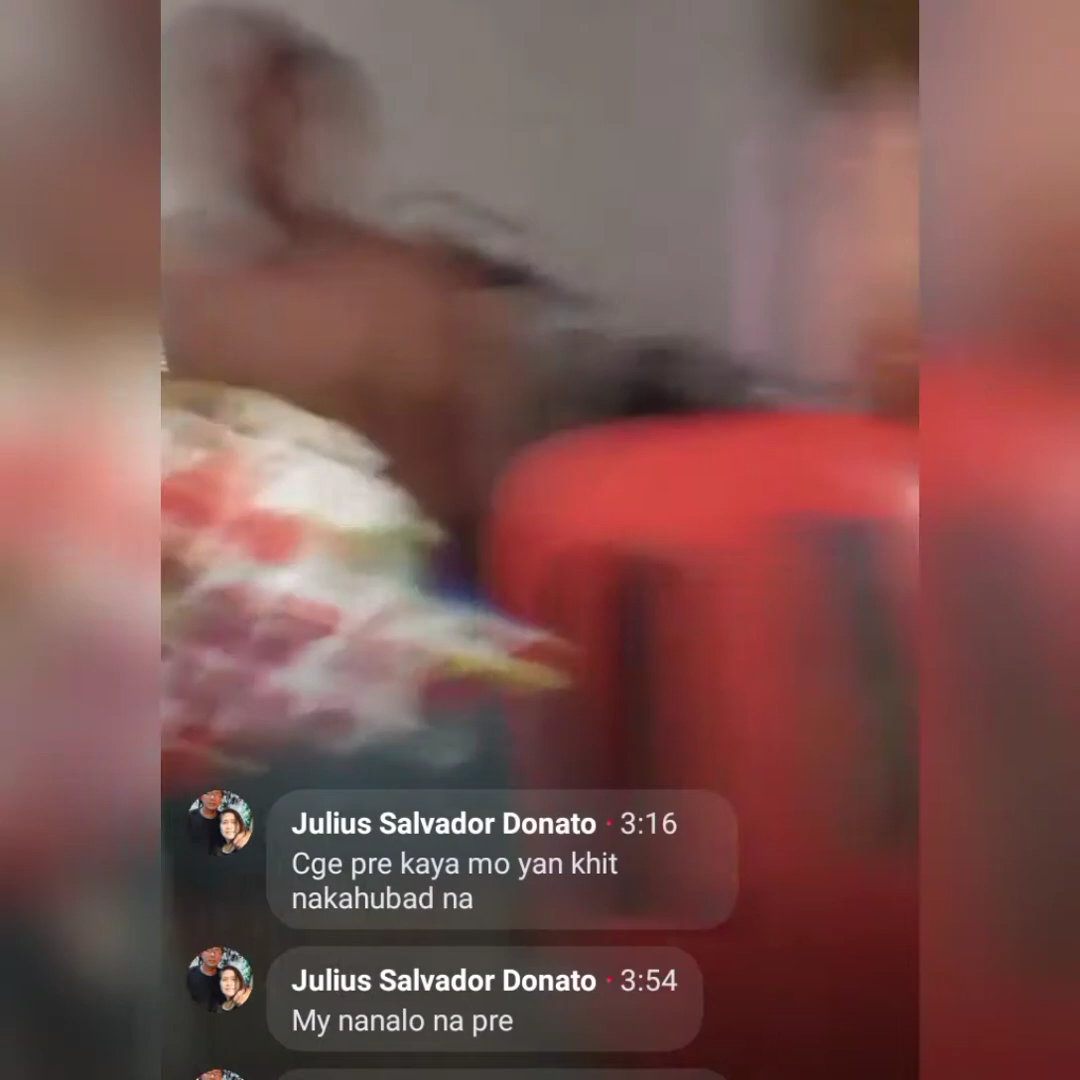 Julius Salvador Donato · 3:16
Cge pre kaya mo yan khit
nakahubad na
Julius Salvador Donato · 3:54
My nanalo na pre